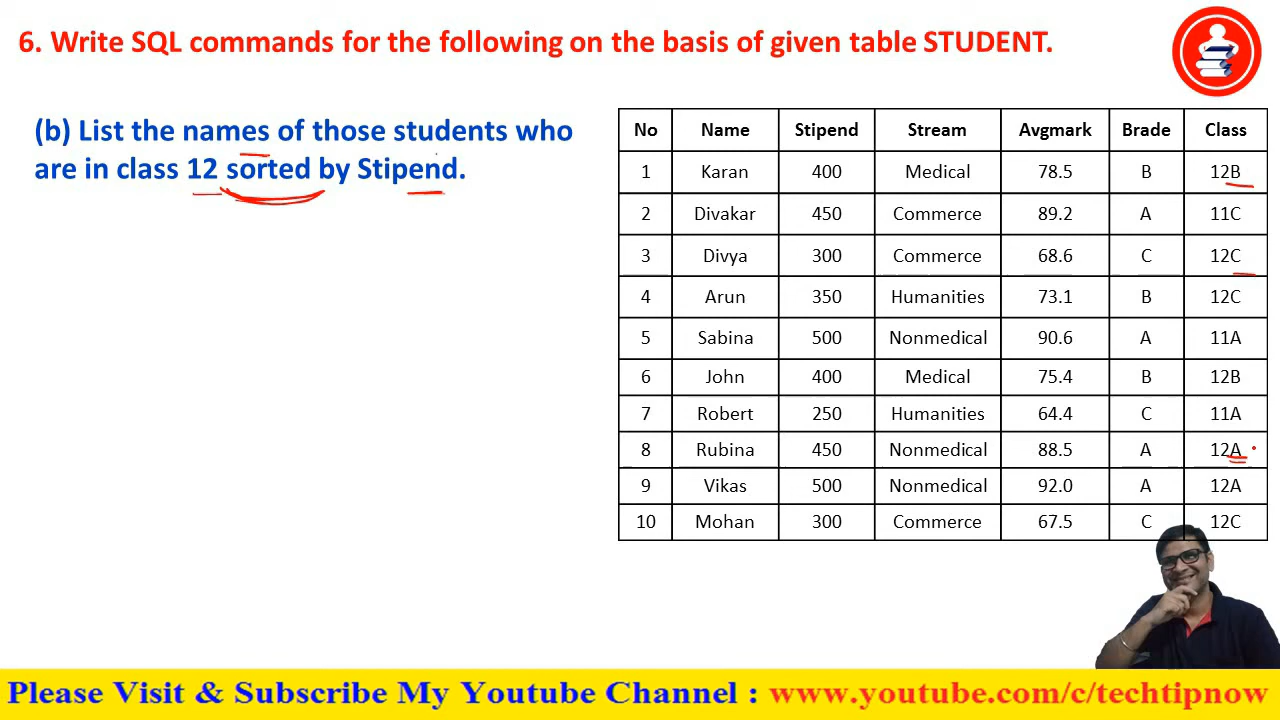 6. Write SQL commands for the following on the basis of given table STUDENT.
(b) List the names of those students who
are in class 12 sorted by Stipend.
No Name Stipend Stream Avgmark Brade Class
1 Karan 400 Medical 78.5 B 12B
2 Divakar 450 Commerce 89.2 A 11C
3 Divya 300 Commerce 68.6 C 12C
4 Arun 350 Humanities 73.1 B 12C
5 Sabina 500 Nonmedical 90.6 A 11A
6 John 400 Medical 75.4 B 12B
7 Robert 250 Humanities 64.4 C 11A
8 Rubina 450 Nonmedical 88.5 A 12A
9 Vikas 500 Nonmedical 92.0 A 12A
10 Mohan 300 Commerce 67.5 C 12C
Please Visit & Subscribe My Youtube Channel : www.youtube.com/c/techtipnow